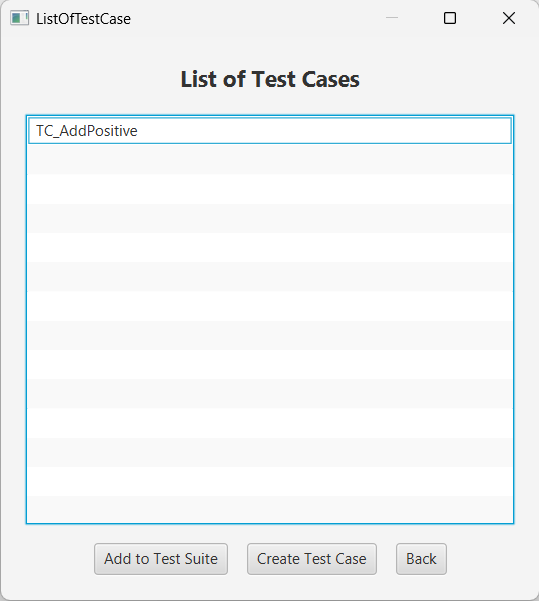 ListOfTestCase
List of Test Cases
TC_AddPositive
Add to Test Suite
Create Test Case
Back